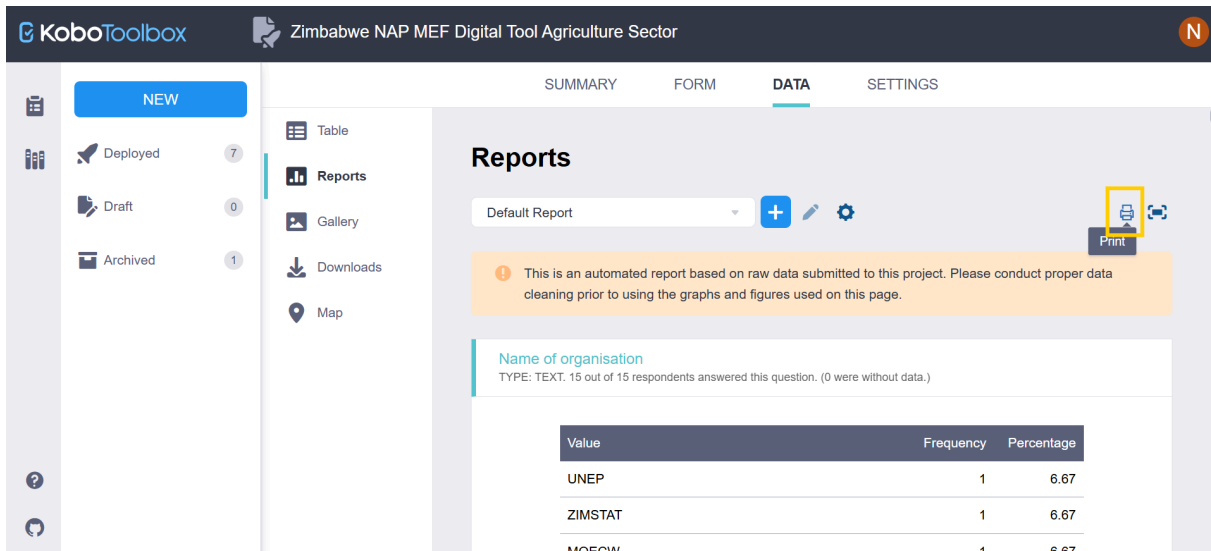 KoboToolbox
Zimbabwe NAP MEF Digital Tool Agriculture Sector
N
SUMMARY FORM DATA SETTINGS
NEW
Deployed 7
Draft 0
Archived 1
Table
Reports
Gallery
Downloads
Map
Reports
Default Report
Print
This is an automated report based on raw data submitted to this project. Please conduct proper data
cleaning prior to using the graphs and figures used on this page.
Name of organisation
TYPE: TEXT. 15 out of 15 respondents answered this question. (0 were without data.)
Value Frequency Percentage
UNEP 1 6.67
ZIMSTAT 1 6.67
1 6.67